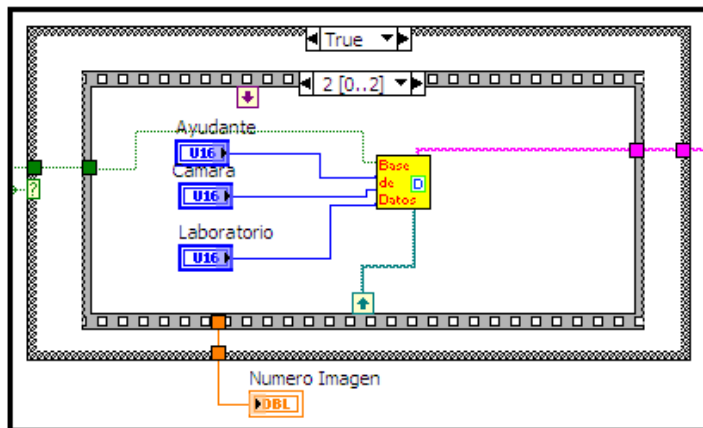 True
2 [0..2]
Ayudante
U16
Camara
U16
Laboratorio
U16
Base
de D
Datos
?
Numero Imagen
DBL